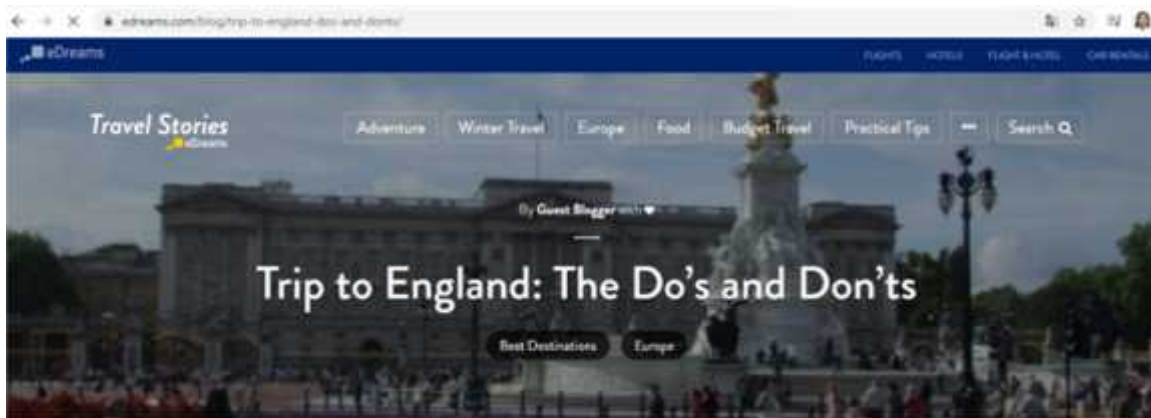 edreams.com/blog/trip-to-england-dos-and-donts/
eDreams
FLIGHTS HOTELS FLIGHT & HOTEL CAR RENTALS
Travel Stories
eDreams
Adventure Winter Travel Europe Food Budget Travel Practical Tips ••• Search
By Guest Blogger with
Trip to England: The Do's and Don'ts
Best Destinations Europe